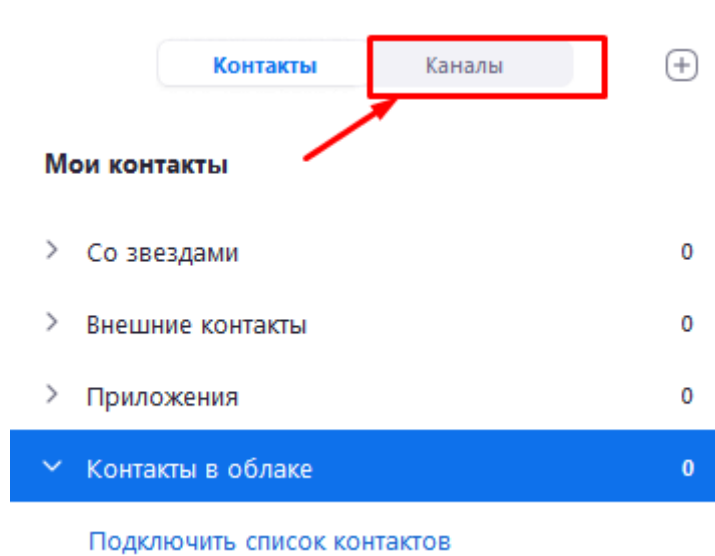 Контакты Каналы
Мои контакты
Со звездами 0
Внешние контакты 0
Приложения 0
Контакты в облаке 0
Подключить список контактов